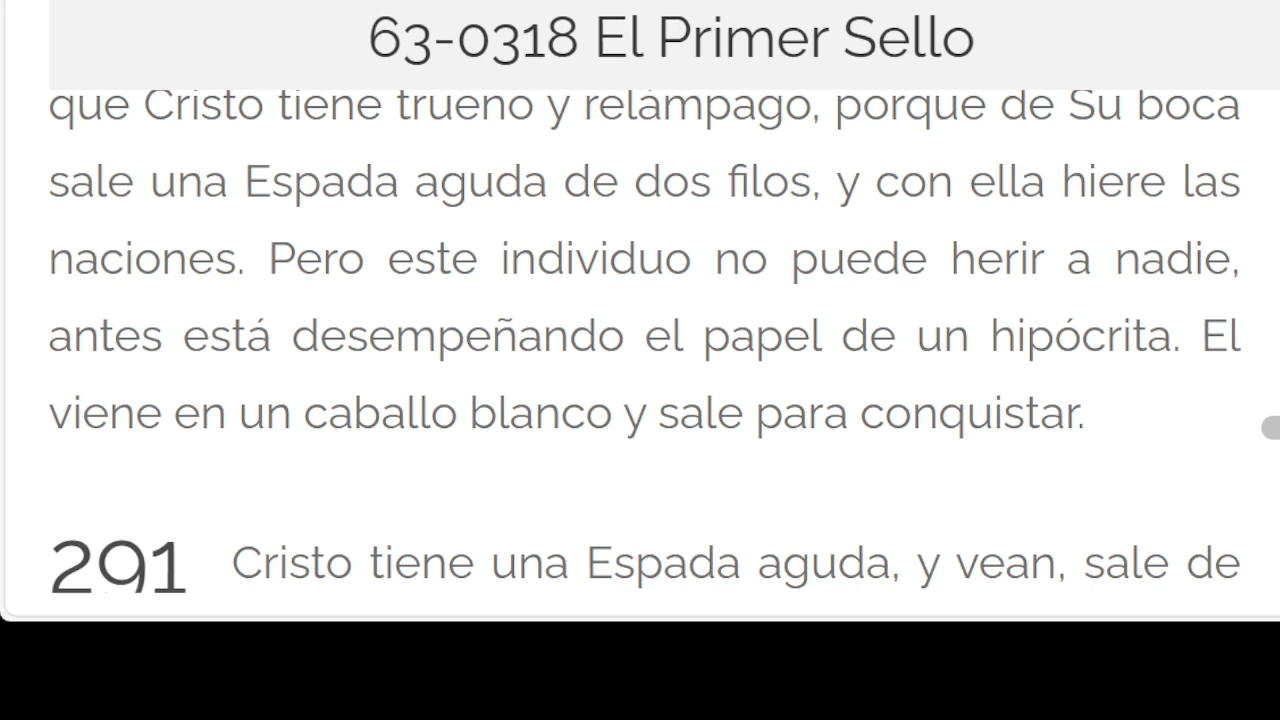 63-0318 El Primer Sello
que Cristo tiene trueno y relámpago, porque de Su boca
sale una Espada aguda de dos filos, y con ella hiere las
naciones. Pero este individuo no puede herir a nadie,
antes está desempeñando el papel de un hipócrita. El
viene en un caballo blanco y sale para conquistar.
291 Cristo tiene una Espada aguda, y vean, sale de